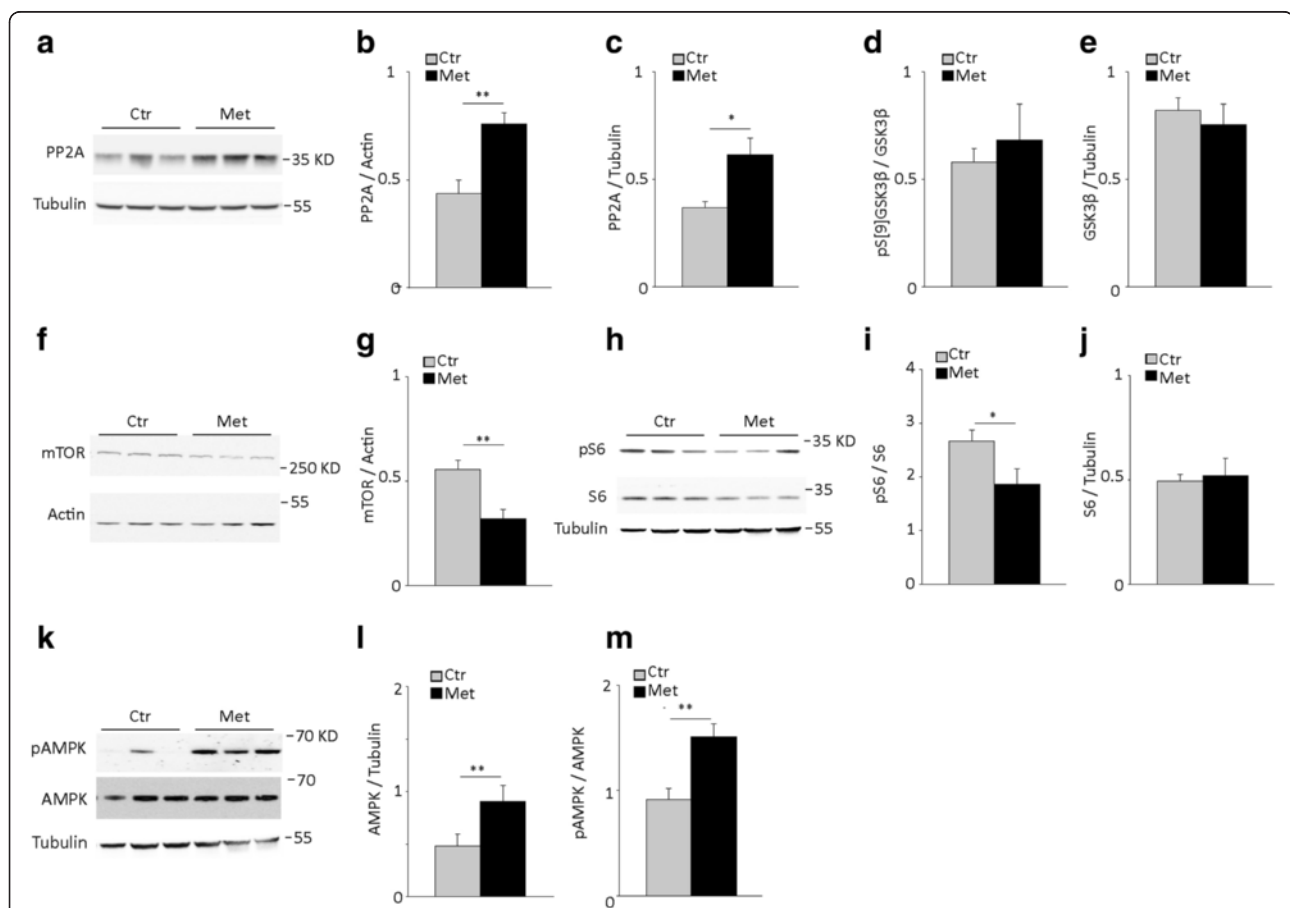 a
Ctr Met
PP2A
35 KD
Tubulin
55
b
Ctr
Met
1
**
0.5
0
PP2A / Actin
c
Ctr
Met
1
*
0.5
0
PP2A / Tubulin
d
Ctr
Met
1
0.5
0
pS[9]GSK3β / GSK3β
e
Ctr
Met
1
0.5
0
GSK3β / Tubulin
f
Ctr Met
mTOR
250 KD
55
Actin
g
Ctr
Met
1
**
0.5
0
mTOR / Actin
h
Ctr Met
35 KD
pS6
35
S6
Tubulin
55
i
Ctr
Met
4
3
*
2
1
0
pS6 / S6
j
Ctr
Met
1
0.5
0
S6 / Tubulin
k
Ctr Met
70 KD
pAMPK
70
AMPK
55
Tubulin
l
Ctr
Met
2
**
1
0
AMPK / Tubulin
m
Ctr
Met
2
**
1
0
pAMPK / AMPK